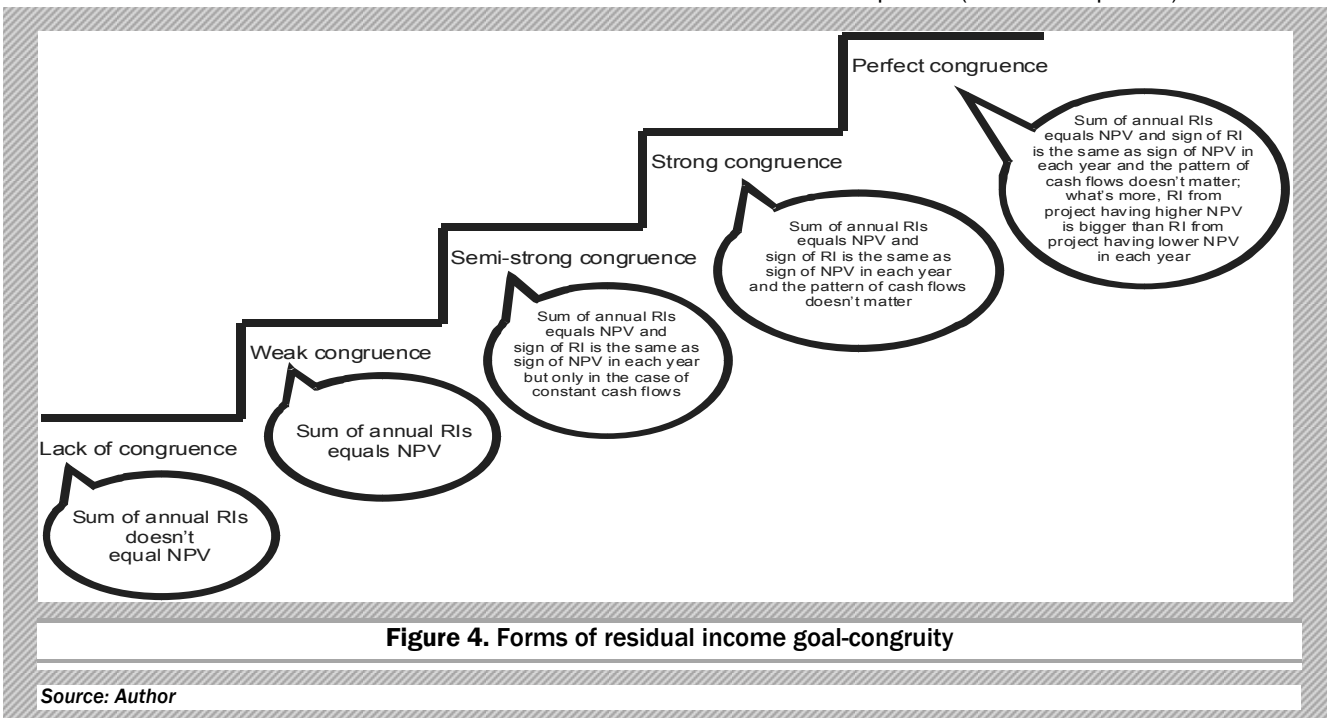 Perfect congruence
Sum of annual RIs
equals NPV and sign of RI
is the same as sign of NPV in
each year and the pattern of
cash flows doesn't matter;
what's more, RI from
project having higher NPV
is bigger than RI from
project having lower NPV
in each year
Strong congruence
Sum of annual RIs
equals NPV and
sign of RI is the same as
sign of NPV in each year
and the pattern of cash flows
doesn't matter
Semi-strong congruence
Sum of annual RIs
equals NPV and
sign of RI is the same as
sign of NPV in each year
but only in the case of
constant cash flows
Weak congruence
Sum of annual RIs
equals NPV
Lack of congruence
Sum of annual RIs
doesn't
equal NPV
Figure 4. Forms of residual income goal-congruity
Source: Author